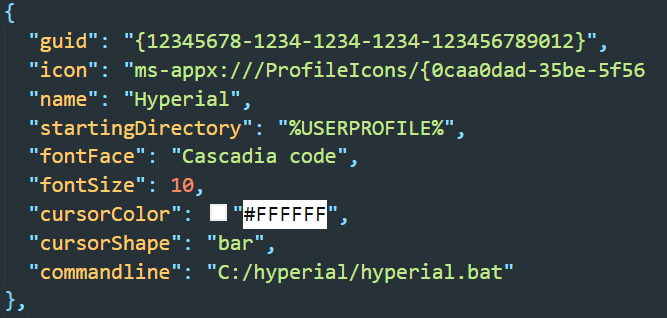 {
"guid": "{12345678-1234-1234-1234-123456789012}",
"icon": "ms-appx:///ProfileIcons/{0caa0dad-35be-5f56
"name": "Hyperial",
"startingDirectory": "%USERPROFILE%",
"fontFace": "Cascadia code",
"fontSize": 10,
"cursorColor": "#FFFFFF",
"cursorShape": "bar",
"commandline": "C:/hyperial/hyperial.bat"
},